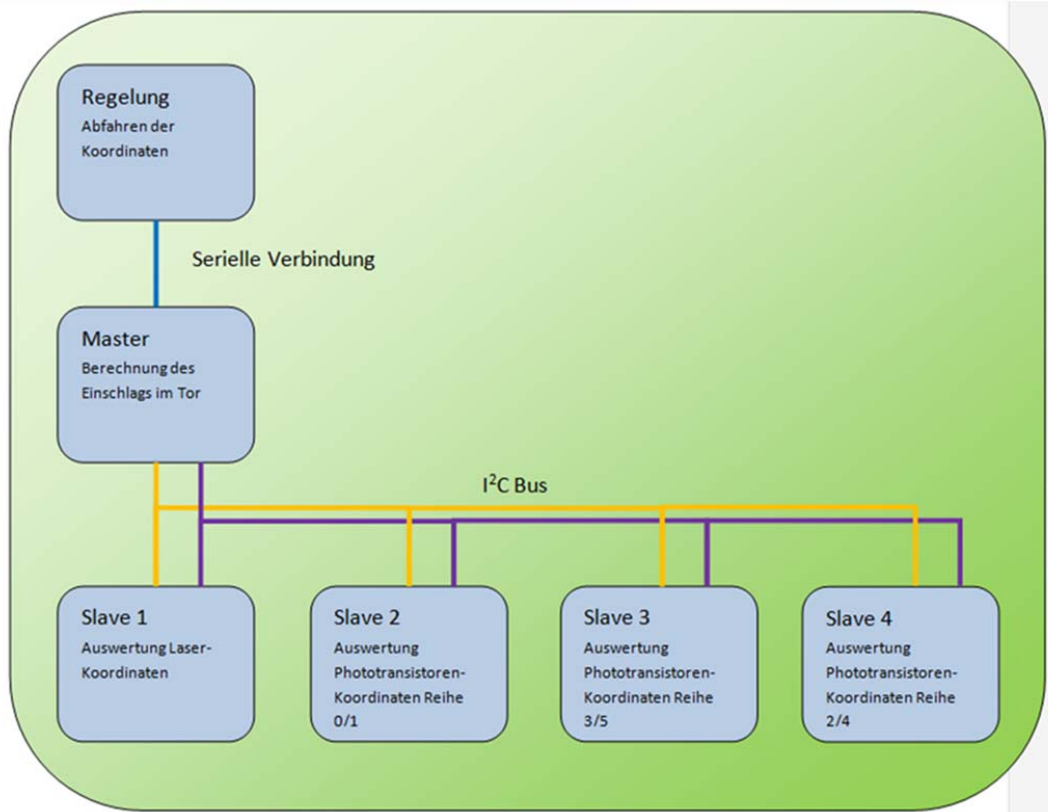 Regelung
Abfahren der
Koordinaten
Serielle Verbindung
Master
Berechnung des
Einschlags im Tor
I²C Bus
Slave 1
Auswertung Laser-
Koordinaten
Slave 2
Auswertung
Phototransistoren-
Koordinaten Reihe
0/1
Slave 3
Auswertung
Phototransistoren-
Koordinaten Reihe
3/5
Slave 4
Auswertung
Phototransistoren-
Koordinaten Reihe
2/4